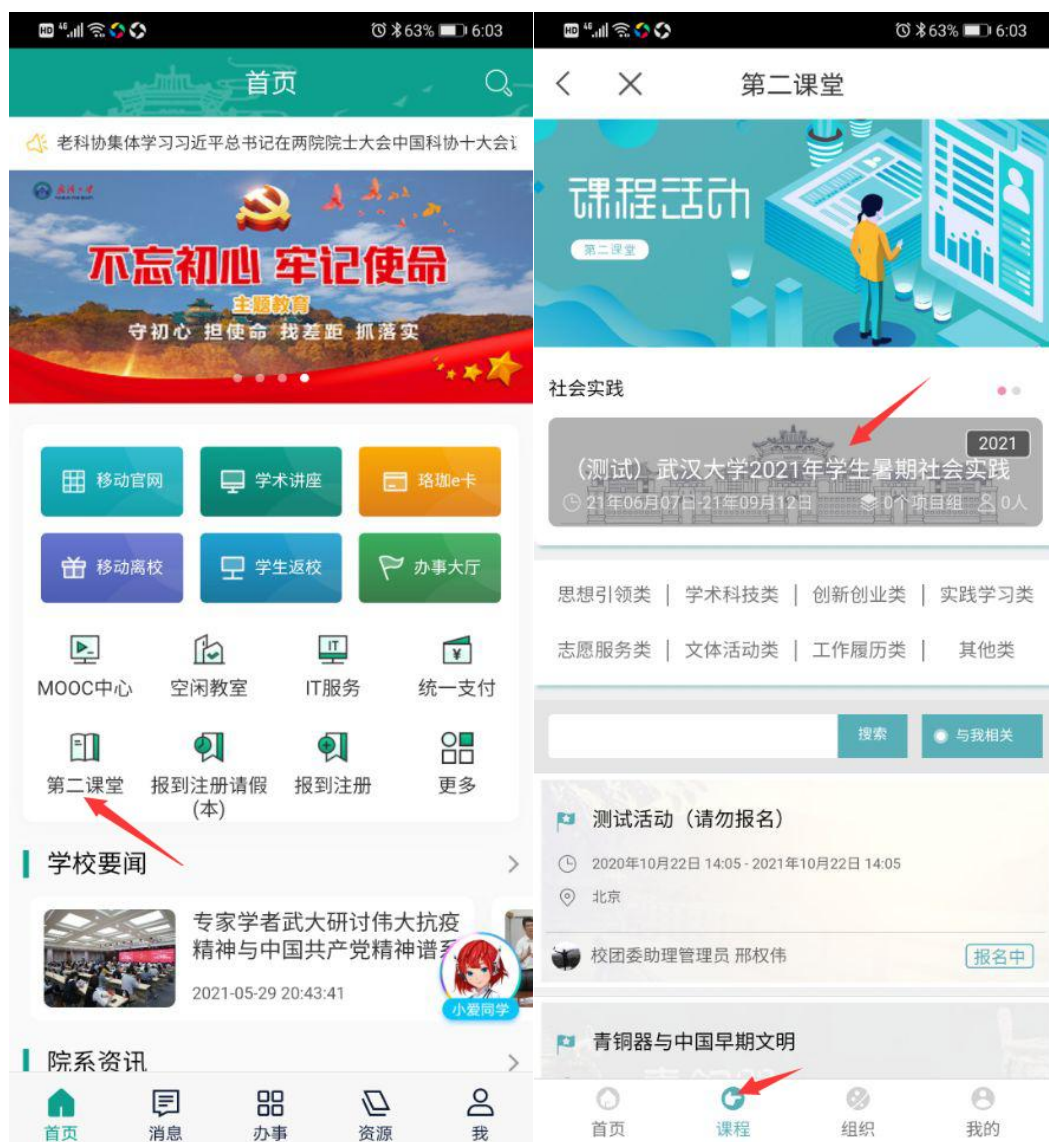 HD 46 63% 6:03
首页
老科协集体学习习近平总书记在两院院士大会中国科协十大会议
武汉大学
不忘初心 牢记使命
主题教育
守初心 担使命 找差距 抓落实
移动官网
学术讲座
珞珈e卡
移动离校
学生返校
办事大厅
MOOC中心
空闲教室
IT服务
统一支付
第二课堂
报到注册请假
(本)
报到注册
更多
学校要闻
专家学者武大研讨伟大抗疫
精神与中国共产党精神谱系
2021-05-29 20:43:41
小爱同学
院系资讯
首页
消息
办事
资源
我
HD 46 63% 6:03
第二课堂
课程活动
第二课堂
社会实践
2021
（测试）武汉大学2021年学生暑期社会实践
21年06月07日-21年09月12日 0个项目组 0人
思想引领类 | 学术科技类 | 创新创业类 | 实践学习类
志愿服务类 | 文体活动类 | 工作履历类 | 其他类
搜索
与我相关
测试活动（请勿报名）
2020年10月22日 14:05 - 2021年10月22日 14:05
北京
校团委助理管理员 邢权伟
报名中
青铜器与中国早期文明
首页
课程
组织
我的